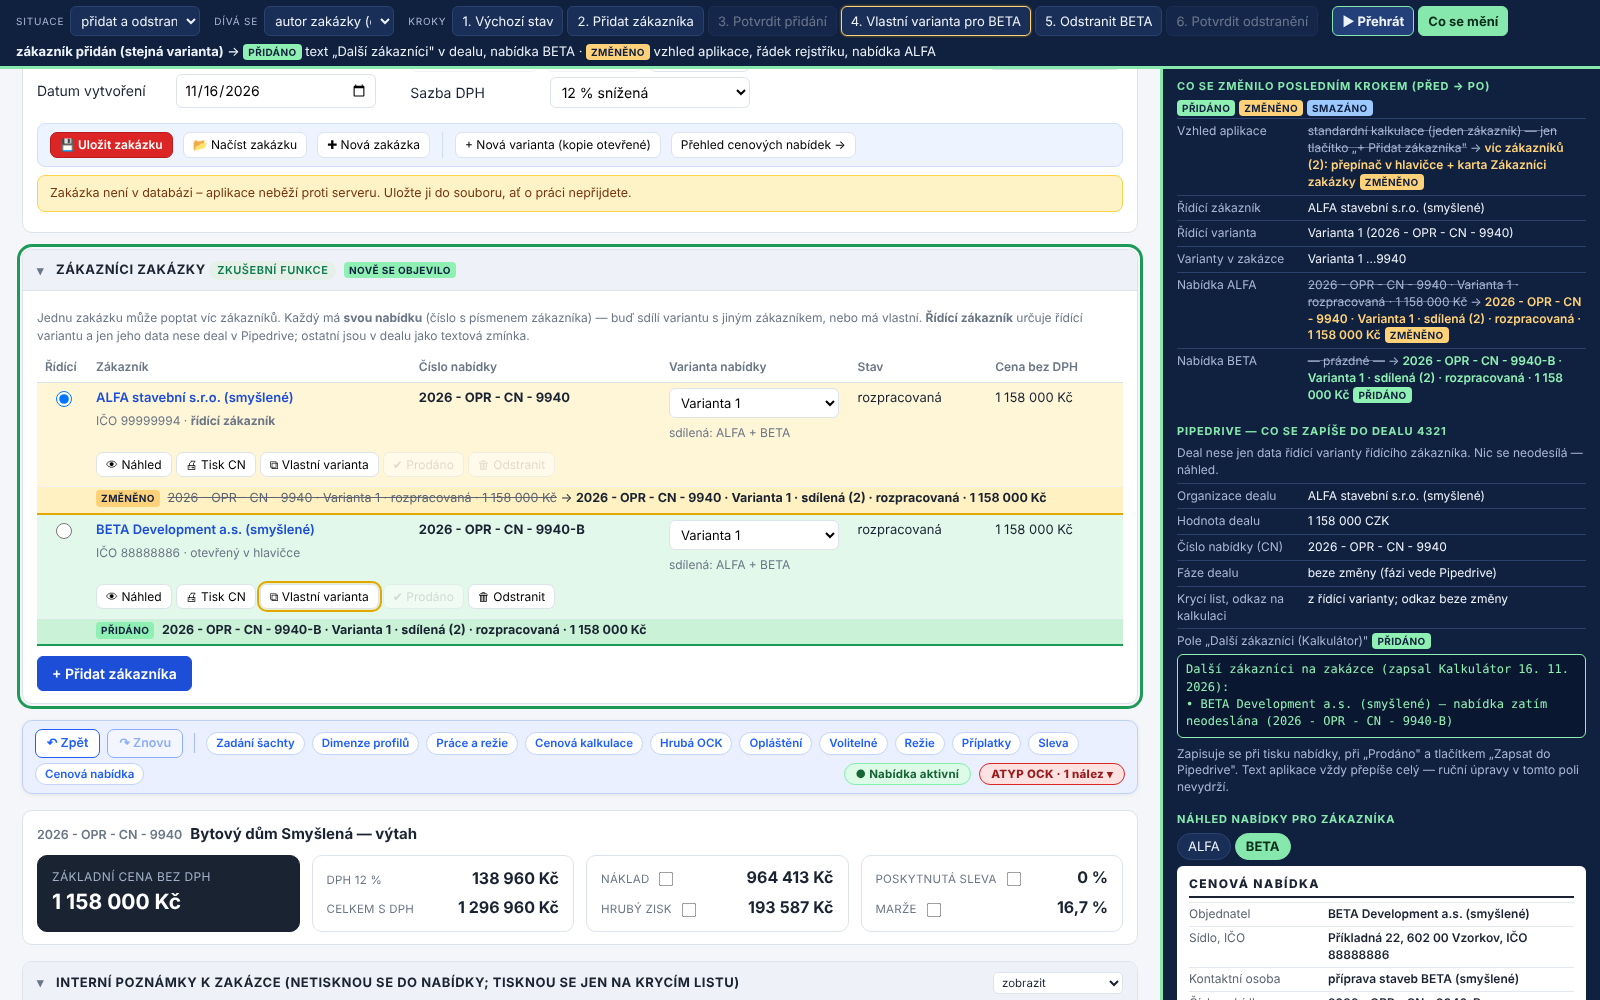 SITUACE přidat a odstran DÍVÁ SE autor zakázky ( KROKY 1. Výchozí stav 2. Přidat zákazníka 3. Potvrdit přidání 4. Vlastní varianta pro BETA 5. Odstranit BETA 6. Potvrdit odstranění ▶ Přehrát Co se mění
zákazník přidán (stejná varianta) → PŘIDÁNO text „Další zákazníci" v dealu, nabídka BETA · ZMĚNĚNO vzhled aplikace, řádek rejstříku, nabídka ALFA
Datum vytvoření 11/16/2026 Sazba DPH 12 % snížená
💾 Uložit zakázku 📂 Načíst zakázku ✚ Nová zakázka + Nová varianta (kopie otevřené) Přehled cenových nabídek →
Zakázka není v databázi – aplikace neběží proti serveru. Uložte ji do souboru, ať o práci nepřijdete.
▼ ZÁKAZNÍCI ZAKÁZKY ZKUŠEBNÍ FUNKCE NOVĚ SE OBJEVILO
Jednu zakázku může poptat víc zákazníků. Každý má svou nabídku (číslo s písmenem zákazníka) — buď sdílí variantu s jiným zákazníkem, nebo má vlastní. Řídící zákazník určuje řídící
variantu a jen jeho data nese deal v Pipedrive; ostatní jsou v dealu jako textová zmínka.
Řídící Zákazník Číslo nabídky Varianta nabídky Stav Cena bez DPH
ALFA stavební s.r.o. (smyšlené) 2026 - OPR - CN - 9940 Varianta 1 rozpracovaná 1 158 000 Kč
IČO 99999994 · řídící zákazník sdílená: ALFA + BETA
👁 Náhled 🖨 Tisk CN ⧉ Vlastní varianta ✔ Prodáno 🗑 Odstranit
ZMĚNĚNO 2026 - OPR - CN - 9940 · Varianta 1 · rozpracovaná · 1 158 000 Kč → 2026 - OPR - CN - 9940 · Varianta 1 · sdílená (2) · rozpracovaná · 1 158 000 Kč
BETA Development a.s. (smyšlené) 2026 - OPR - CN - 9940-B Varianta 1 rozpracovaná 1 158 000 Kč
IČO 88888886 · otevřený v hlavičce sdílená: ALFA + BETA
👁 Náhled 🖨 Tisk CN ⧉ Vlastní varianta ✔ Prodáno 🗑 Odstranit
PŘIDÁNO 2026 - OPR - CN - 9940-B · Varianta 1 · sdílená (2) · rozpracovaná · 1 158 000 Kč
+ Přidat zákazníka
↶ Zpět ↷ Znovu Zadání šachty Dimenze profilů Práce a režie Cenová kalkulace Hrubá OCK Opláštění Volitelné Režie Příplatky Sleva
Cenová nabídka ● Nabídka aktivní ATYP OCK · 1 nález ▾
2026 - OPR - CN - 9940 Bytový dům Smyšlená — výtah
ZÁKLADNÍ CENA BEZ DPH
1 158 000 Kč
DPH 12 % 138 960 Kč
CELKEM S DPH 1 296 960 Kč
NÁKLAD 964 413 Kč
HRUBÝ ZISK 193 587 Kč
POSKYTNUTÁ SLEVA 0 %
MARŽE 16,7 %
▼ INTERNÍ POZNÁMKY K ZAKÁZCE (NETISKNOU SE DO NABÍDKY; TISKNOU SE JEN NA KRYCÍM LISTU) zobrazit
CO SE ZMĚNILO POSLEDNÍM KROKEM (PŘED → PO)
PŘIDÁNO ZMĚNĚNO SMAZÁNO
Vzhled aplikace standardní kalkulace (jeden zákazník) — jen
tlačítko „+ Přidat zákazníka" → víc zákazníků
(2): přepínač v hlavičce + karta Zákazníci
zakázky ZMĚNĚNO
Řídící zákazník ALFA stavební s.r.o. (smyšlené)
Řídící varianta Varianta 1 (2026 - OPR - CN - 9940)
Varianty v zakázce Varianta 1 …9940
Nabídka ALFA 2026 - OPR - CN - 9940 · Varianta 1 ·
rozpracovaná · 1 158 000 Kč → 2026 - OPR - CN
- 9940 · Varianta 1 · sdílená (2) · rozpracovaná ·
1 158 000 Kč ZMĚNĚNO
Nabídka BETA — prázdné — → 2026 - OPR - CN - 9940-B ·
Varianta 1 · sdílená (2) · rozpracovaná · 1 158
000 Kč PŘIDÁNO
PIPEDRIVE — CO SE ZAPÍŠE DO DEALU 4321
Deal nese jen data řídící varianty řídícího zákazníka. Nic se neodesílá —
náhled.
Organizace dealu ALFA stavební s.r.o. (smyšlené)
Hodnota dealu 1 158 000 CZK
Číslo nabídky (CN) 2026 - OPR - CN - 9940
Fáze dealu beze změny (fázi vede Pipedrive)
Krycí list, odkaz na z řídící varianty; odkaz beze změny
kalkulaci
Pole „Další zákazníci (Kalkulátor)" PŘIDÁNO
Další zákazníci na zakázce (zapsal Kalkulátor 16. 11.
2026):
• BETA Development a.s. (smyšlené) — nabídka zatím
neodeslána (2026 - OPR - CN - 9940-B)
Zapisuje se při tisku nabídky, při „Prodáno" a tlačítkem „Zapsat do
Pipedrive". Text aplikace vždy přepíše celý — ruční úpravy v tomto poli
nevydrží.
NÁHLED NABÍDKY PRO ZÁKAZNÍKA
ALFA BETA
CENOVÁ NABÍDKA
Objednatel BETA Development a.s. (smyšlené)
Sídlo, IČO Příkladná 22, 602 00 Vzorkov, IČO
88888886
Kontaktní osoba příprava staveb BETA (smyšlené)